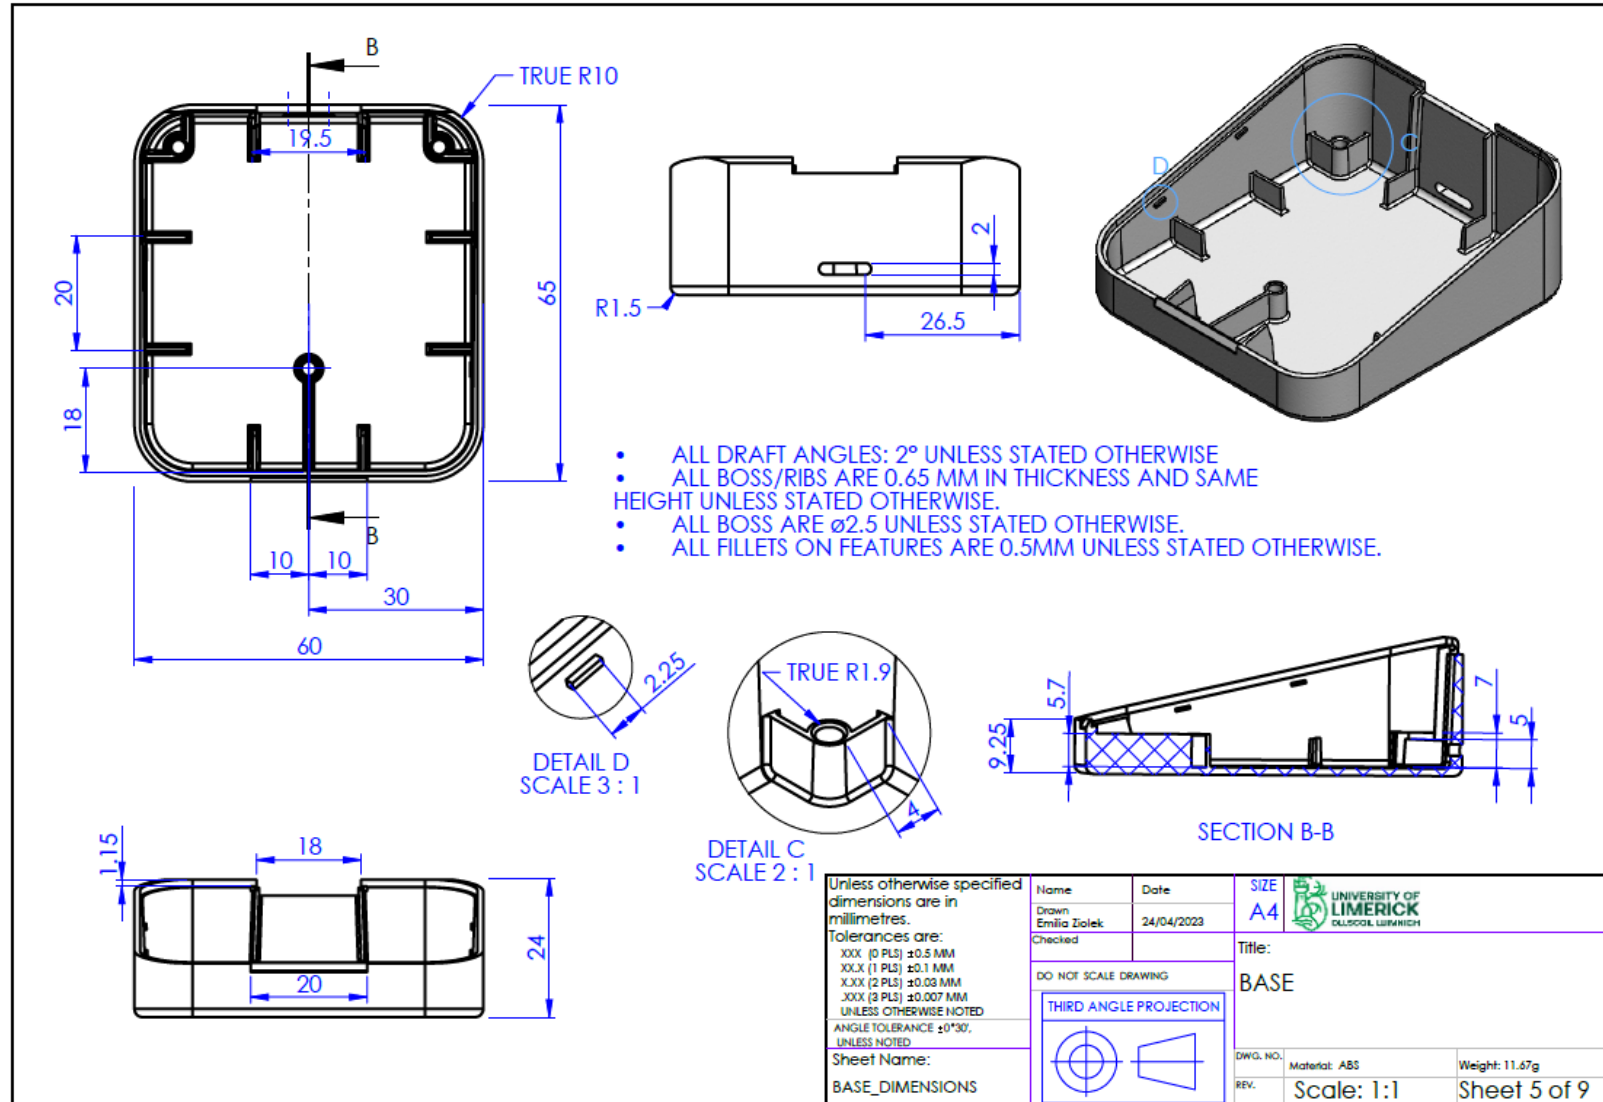 B
TRUE R10
19.5
20
65
18
B
10
10
30
60
2
R1.5
26.5
D
C
• ALL DRAFT ANGLES: 2° UNLESS STATED OTHERWISE
• ALL BOSS/RIBS ARE 0.65 MM IN THICKNESS AND SAME
HEIGHT UNLESS STATED OTHERWISE.
• ALL BOSS ARE ⌀2.5 UNLESS STATED OTHERWISE.
• ALL FILLETS ON FEATURES ARE 0.5MM UNLESS STATED OTHERWISE.
2.25
DETAIL D
SCALE 3 : 1
TRUE R1.9
4
DETAIL C
SCALE 2 : 1
5.7
9.25
7
5
SECTION B-B
1.15
18
24
20
Unless otherwise specified
dimensions are in
millimetres.
Tolerances are:
XXX (0 PLS) ±0.5 MM
XX.X (1 PLS) ±0.1 MM
X.XX (2 PLS) ±0.03 MM
.XXX (3 PLS) ±0.007 MM
UNLESS OTHERWISE NOTED
ANGLE TOLERANCE ±0°30',
UNLESS NOTED
Sheet Name:
BASE_DIMENSIONS
Name
Date
Drawn
Emilia Ziolek
24/04/2023
Checked
DO NOT SCALE DRAWING
THIRD ANGLE PROJECTION
SIZE
A4
UNIVERSITY OF
LIMERICK
OLLSCOIL LUIMNIGH
Title:
BASE
DWG. NO.
Material: ABS
Weight: 11.67g
REV.
Scale: 1:1
Sheet 5 of 9